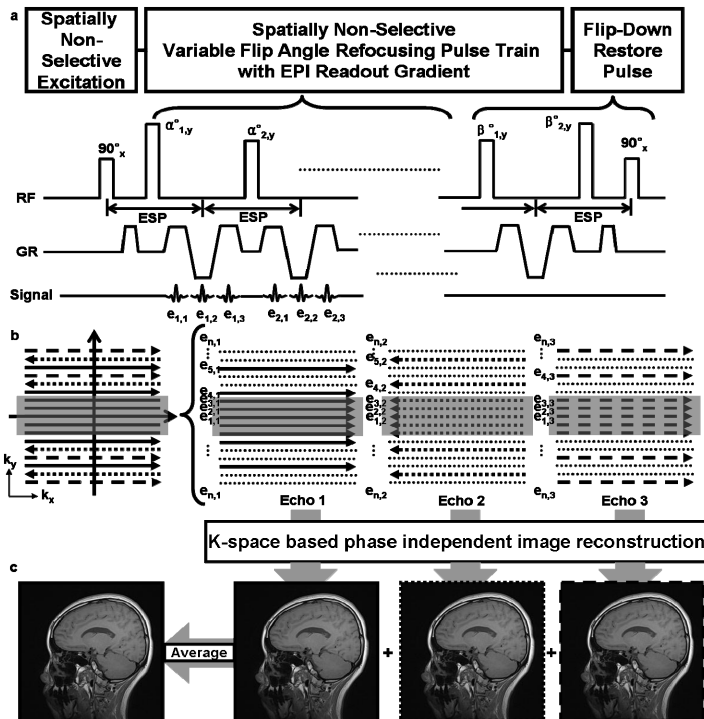 a
Spatially
Non-
Selective
Excitation
Spatially Non-Selective
Variable Flip Angle Refocusing Pulse Train
with EPI Readout Gradient
Flip-Down
Restore
Pulse
90°x
α°1,y
α°2,y
β°1,y
β°2,y
90°x
RF
ESP
ESP
ESP
GR
Signal
e1,1 e1,2 e1,3 e2,1 e2,2 e2,3
b
ky
kx
en,1
e5,1
e4,1
e3,1
e2,1
e1,1
en,1
Echo 1
en,2
e5,2
e4,2
e3,2
e2,2
e1,2
en,2
Echo 2
en,3
e4,3
e3,3
e2,3
e1,3
en,3
Echo 3
K-space based phase independent image reconstruction
c
Average
+
+